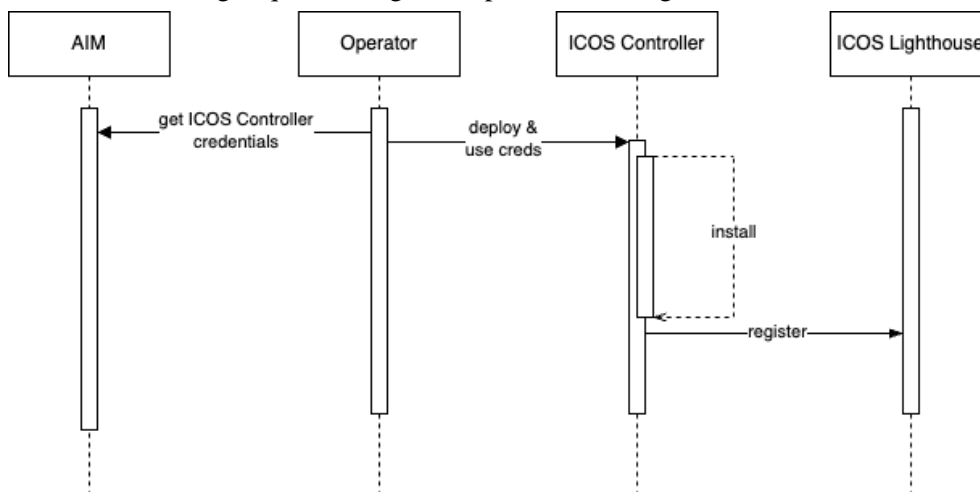 AIM
Operator
ICOS Controller
ICOS Lighthouse
get ICOS Controller
credentials
deploy &
use creds
install
register